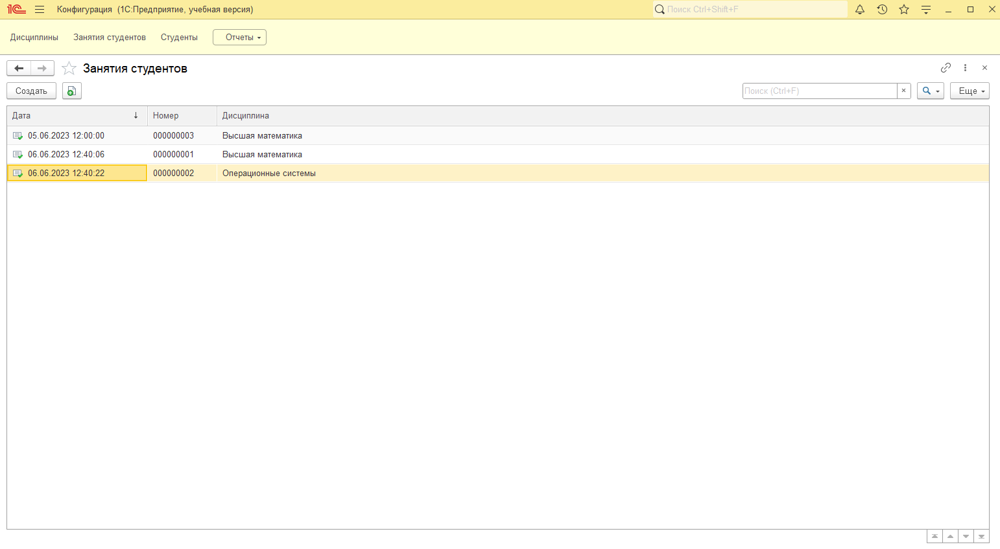 1С Конфигурация (1С:Предприятие, учебная версия) Поиск Ctrl+Shift+F
Дисциплины Занятия студентов Студенты Отчеты
Занятия студентов
Создать Поиск (Ctrl+F) × Еще
Дата ↓ Номер Дисциплина
05.06.2023 12:00:00 000000003 Высшая математика
06.06.2023 12:40:06 000000001 Высшая математика
06.06.2023 12:40:22 000000002 Операционные системы